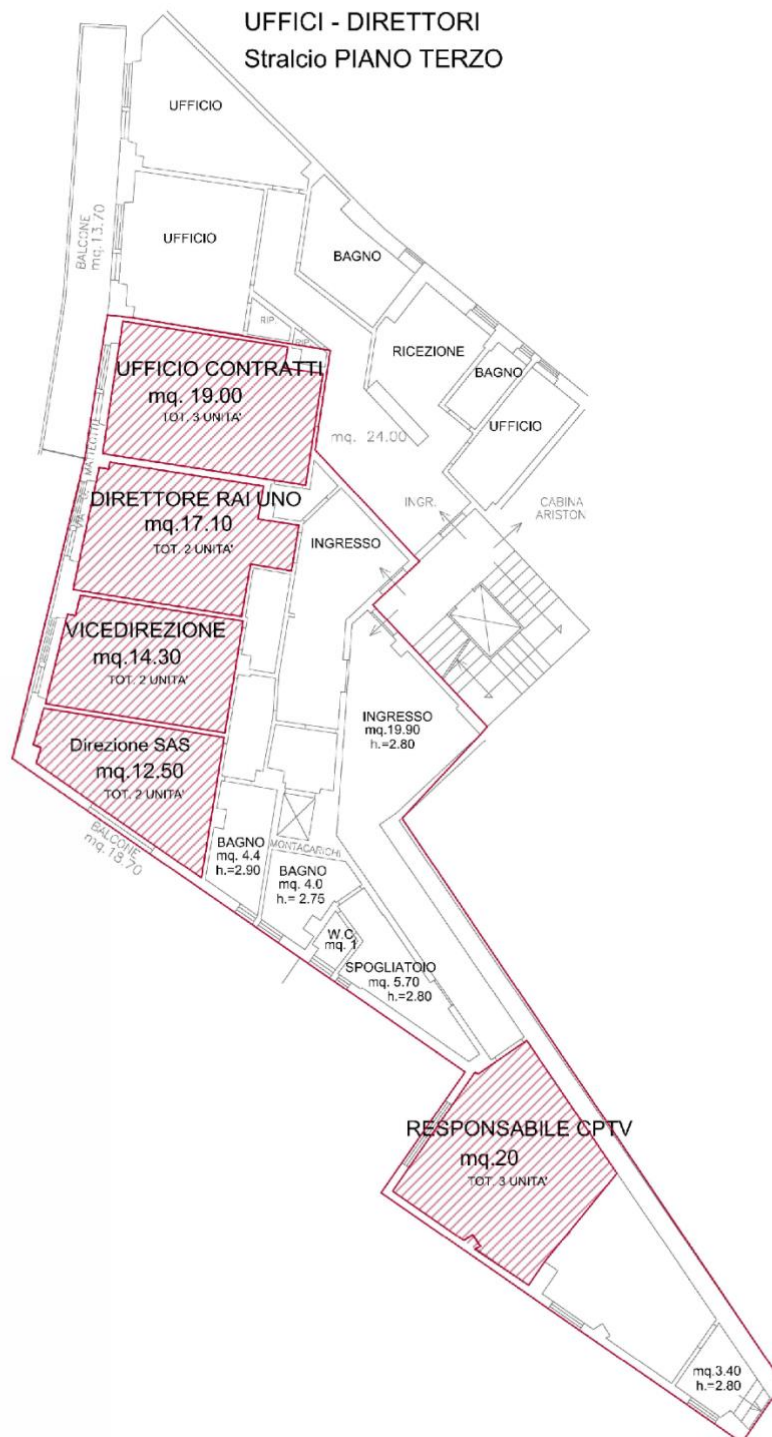 UFFICI - DIRETTORI
Stralcio PIANO TERZO
UFFICIO
BALCONE
mq.13.70
UFFICIO
BAGNO
RIP.
RIP.
RICEZIONE
BAGNO
UFFICIO
UFFICIO CONTRATTI
mq. 19.00
TOT. 3 UNITA'
mq. 24.00
VIA MATTEOTTI
INGR.
CABINA
ARISTON
DIRETTORE RAI UNO
mq.17.10
TOT. 2 UNITA'
INGRESSO
VICEDIREZIONE
mq.14.30
TOT. 2 UNITA'
INGRESSO
mq.19.90
h.=2.80
Direzione SAS
mq.12.50
TOT. 2 UNITA'
BALCONE
mq.18.70
BAGNO
mq. 4.4
h.=2.90
MONTACARICHI
BAGNO
mq. 4.0
h.= 2.75
W.C
mq. 1
SPOGLIATOIO
mq. 5.70
h.=2.80
RESPONSABILE CPTV
mq.20
TOT. 3 UNITA'
mq.3.40
h.=2.80